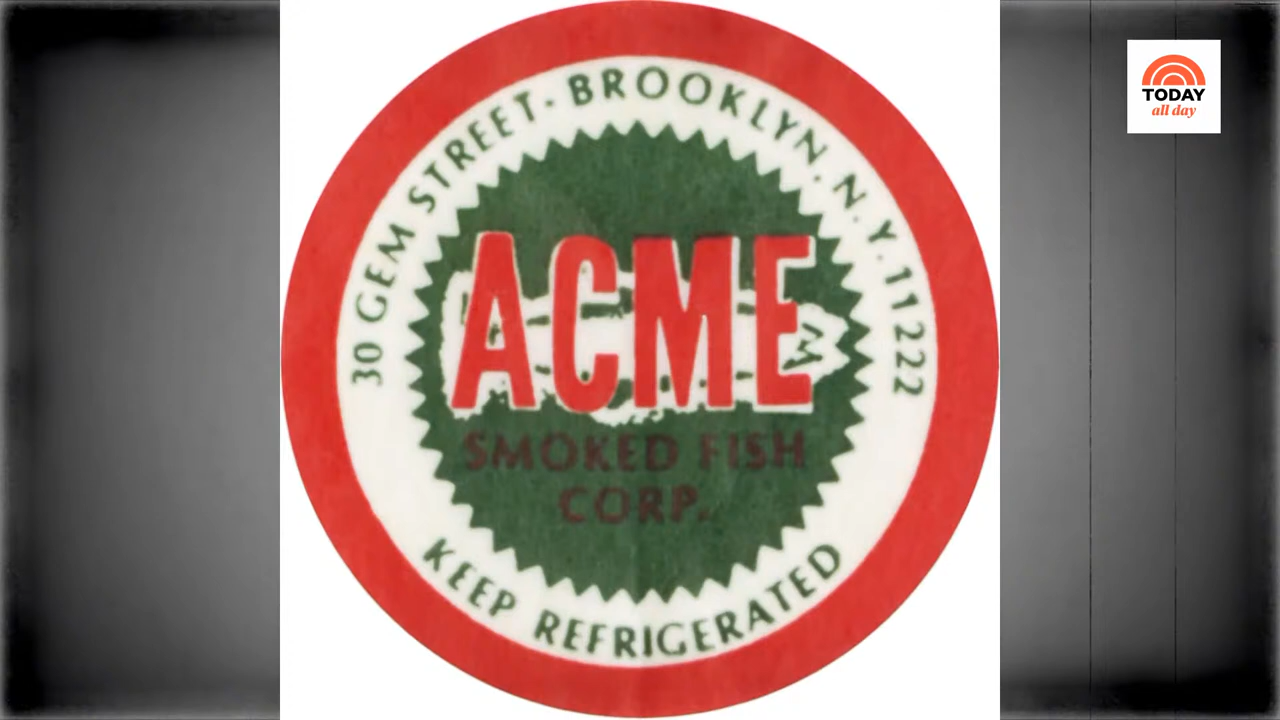 30 GEM STREET. BROOKLYN. N.Y. 11222
ACME
SMOKED FISH
CORP.
KEEP REFRIGERATED
TODAY
all day